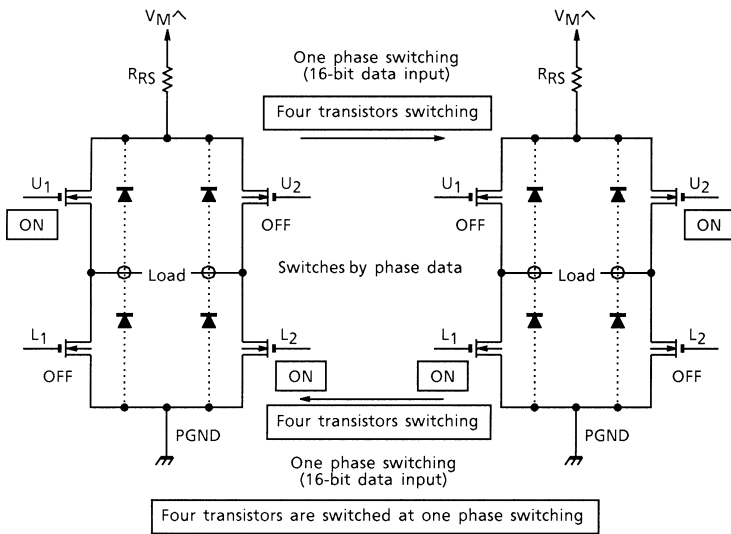 VM^
VM^
One phase switching
(16-bit data input)
RRS
RRS
Four transistors switching
U1
U2
U1
U2
ON
OFF
OFF
ON
Load
Switches by phase data
Load
L1
L2
L1
L2
OFF
ON
ON
OFF
Four transistors switching
PGND
PGND
One phase switching
(16-bit data input)
Four transistors are switched at one phase switching